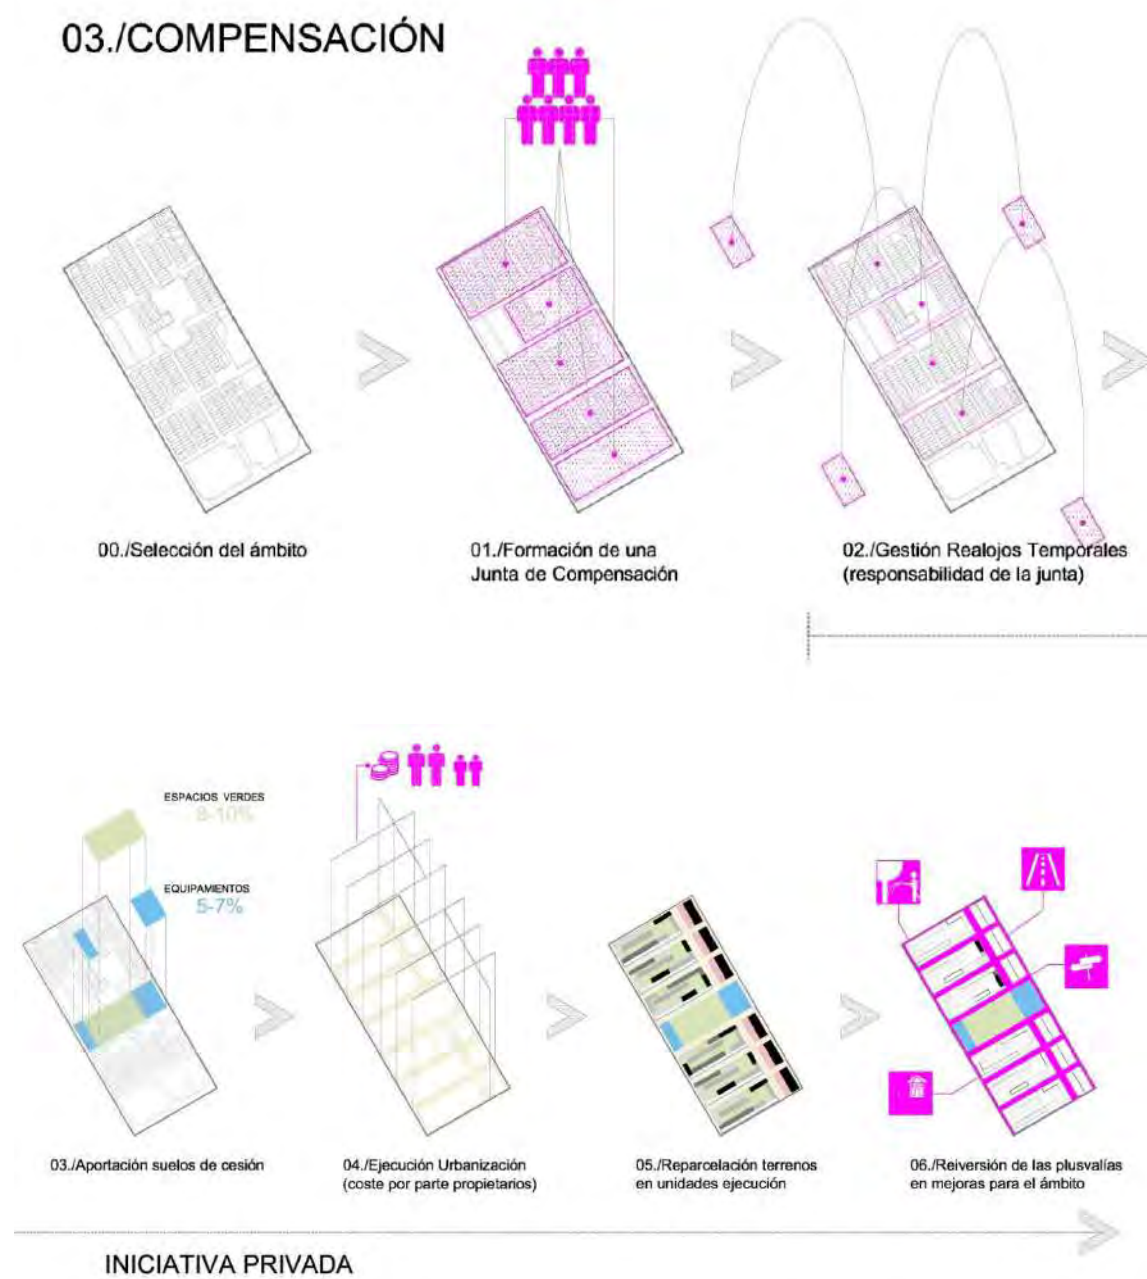 03./COMPENSACIÓN
00./Selección del ámbito
01./Formación de una
Junta de Compensación
02./Gestión Realojos Temporales
(responsabilidad de la junta)
ESPACIOS VERDES
8-10%
EQUIPAMIENTOS
5-7%
03./Aportación suelos de cesión
04./Ejecución Urbanización
(coste por parte propietarios)
05./Reparcelación terrenos
en unidades ejecución
06./Reiversión de las plusvalías
en mejoras para el ámbito
INICIATIVA PRIVADA